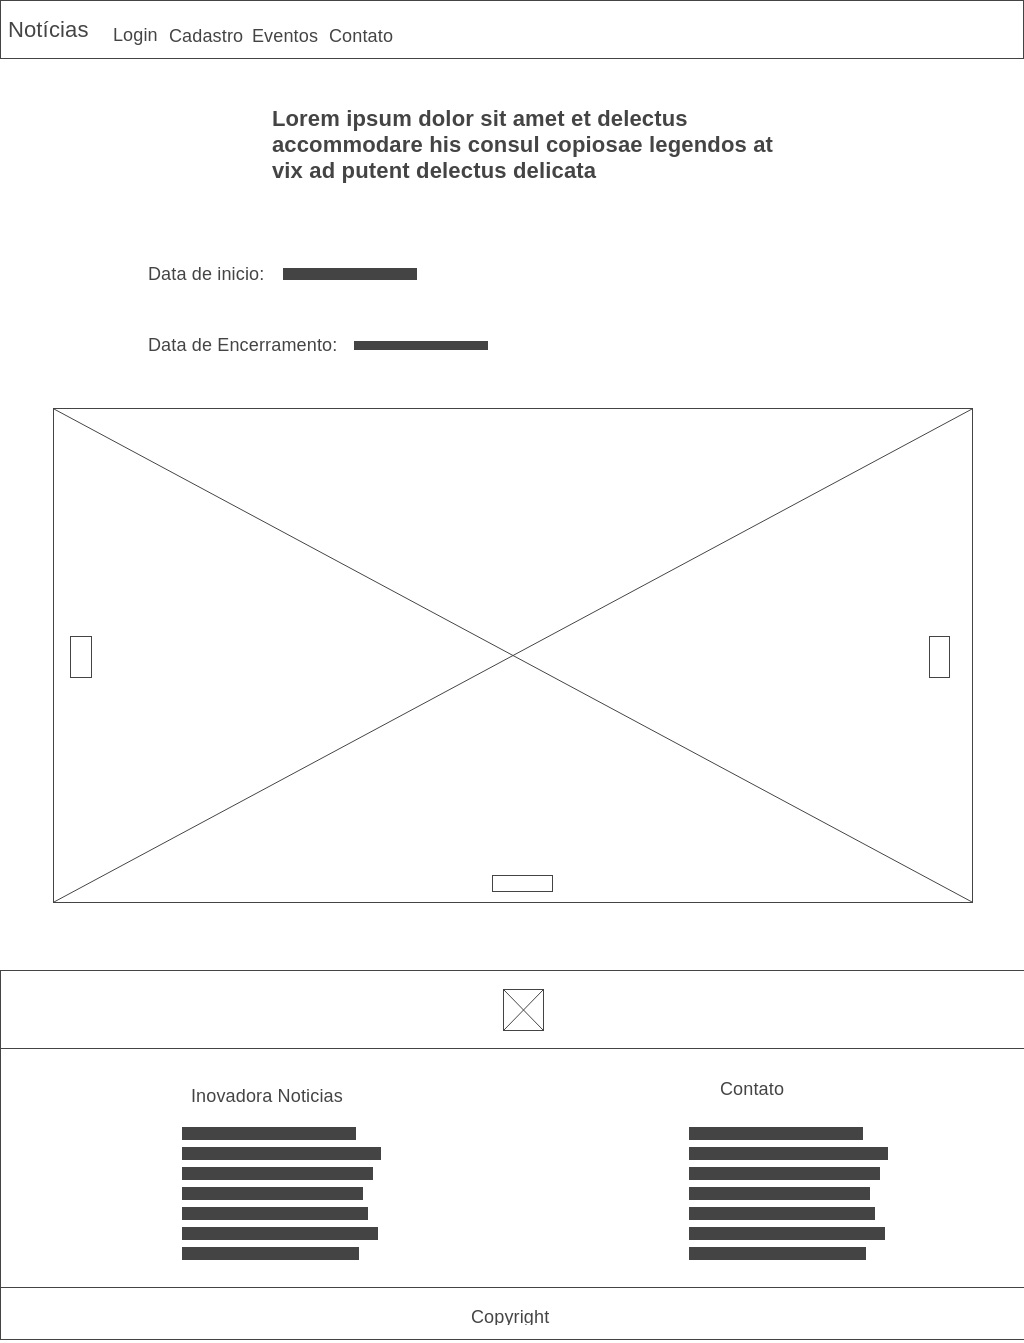 Notícias Login Cadastro Eventos Contato
Lorem ipsum dolor sit amet et delectus
accommodare his consul copiosae legendos at
vix ad putent delectus delicata
Data de inicio:
Data de Encerramento:
Inovadora Noticias
Contato
Copyright